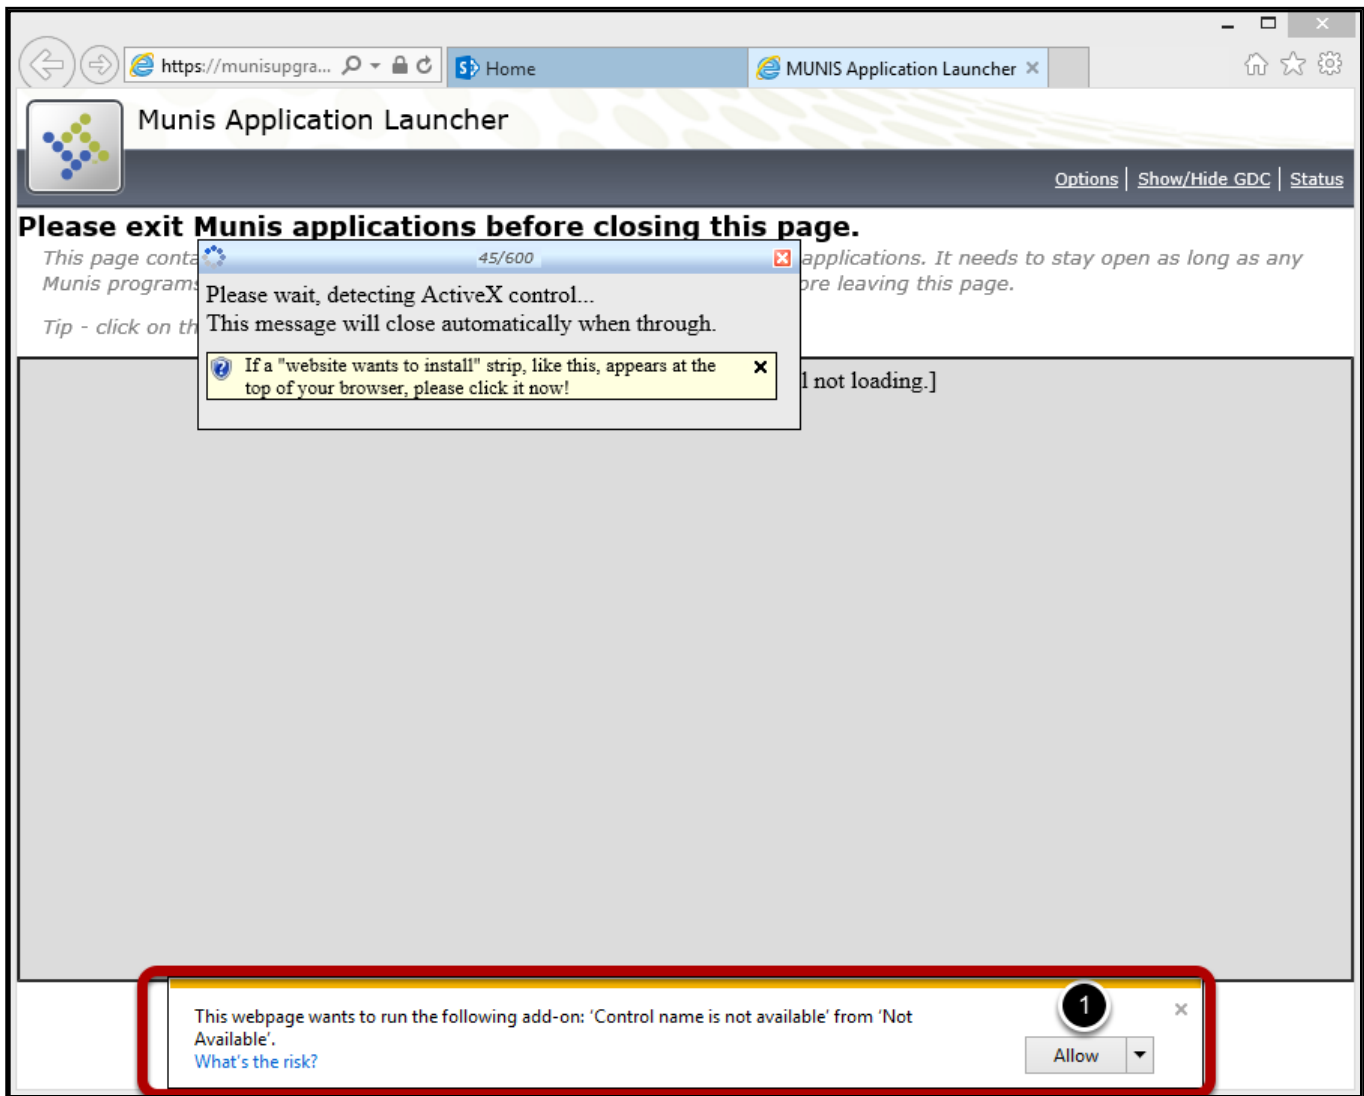 https://munisupgra...
Home
MUNIS Application Launcher
Munis Application Launcher
Options | Show/Hide GDC | Status
Please exit Munis applications before closing this page.
This page conta
applications. It needs to stay open as long as any
Munis programs
ore leaving this page.
Tip - click on th
45/600
Please wait, detecting ActiveX control...
This message will close automatically when through.
If a "website wants to install" strip, like this, appears at the
top of your browser, please click it now!
l not loading.]
This webpage wants to run the following add-on: 'Control name is not available' from 'Not
Available'.
What's the risk?
1
Allow